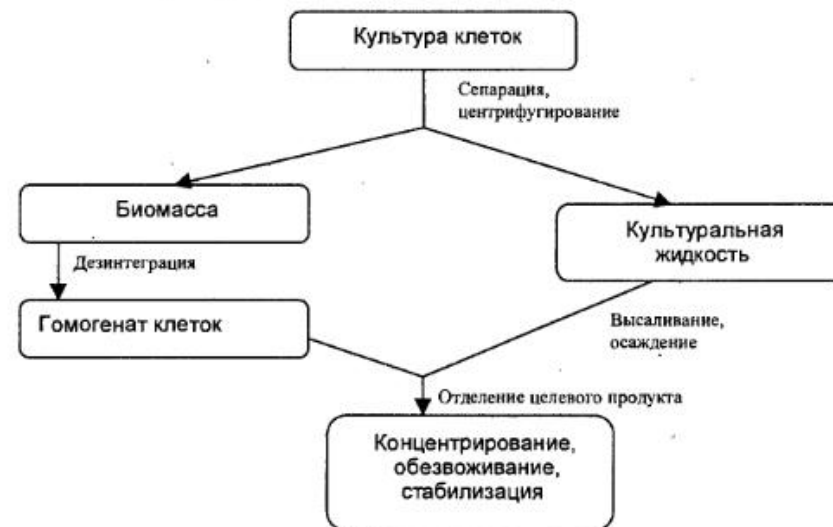 Культура клеток
Сепарация,
центрифугирование
Биомасса
Культуральная
жидкость
Дезинтеграция
Гомогенат клеток
Высаливание,
осаждение
Отделение целевого продукта
Концентрирование,
обезвоживание,
стабилизация